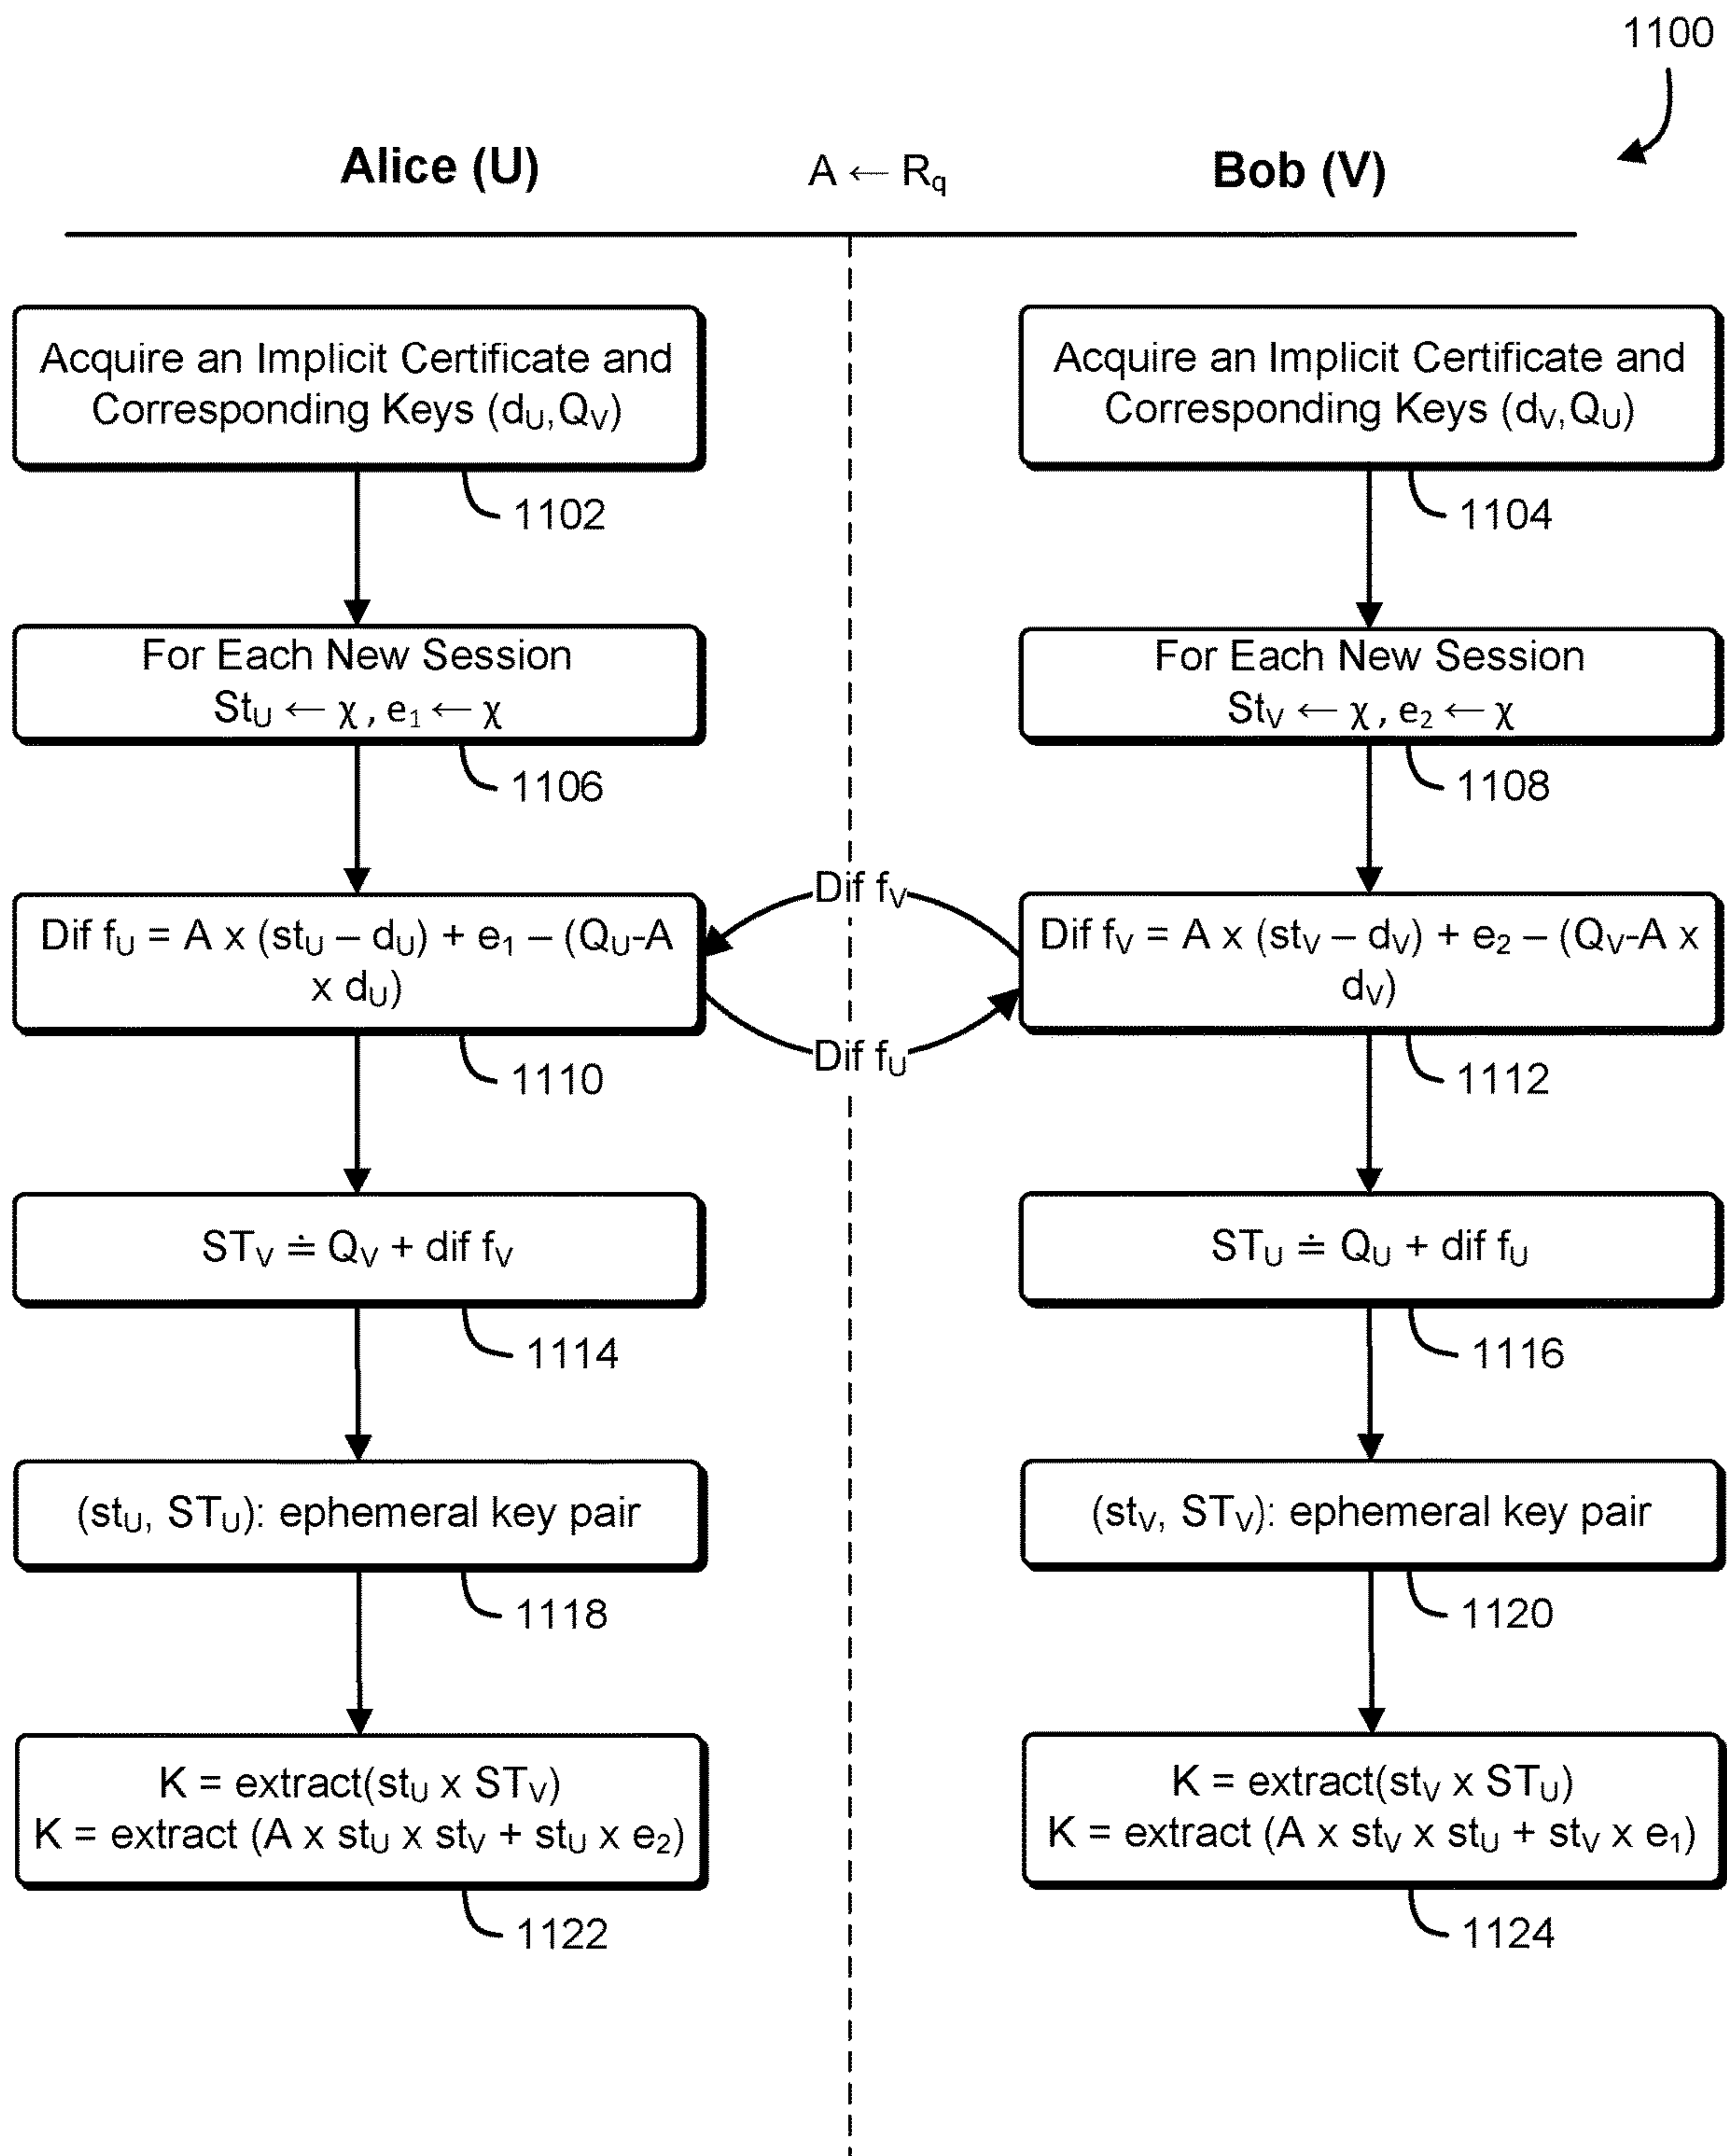 1100
Alice (U)
A ← Rq
Bob (V)
Acquire an Implicit Certificate and
Corresponding Keys (dU,QV)
1102
Acquire an Implicit Certificate and
Corresponding Keys (dV,QU)
1104
For Each New Session
StU ← χ , e1 ← χ
1106
For Each New Session
StV ← χ , e2 ← χ
1108
Dif fU = A x (stU – dU) + e1 – (QU-A
x dU)
1110
Dif fV
Dif fU
Dif fV = A x (stV – dV) + e2 – (QV-A x
dV)
1112
STV ≐ QV + dif fV
1114
STU ≐ QU + dif fU
1116
(stU, STU): ephemeral key pair
1118
(stV, STV): ephemeral key pair
1120
K = extract(stU x STV)
K = extract (A x stU x stV + stU x e2)
1122
K = extract(stV x STU)
K = extract (A x stV x stU + stV x e1)
1124